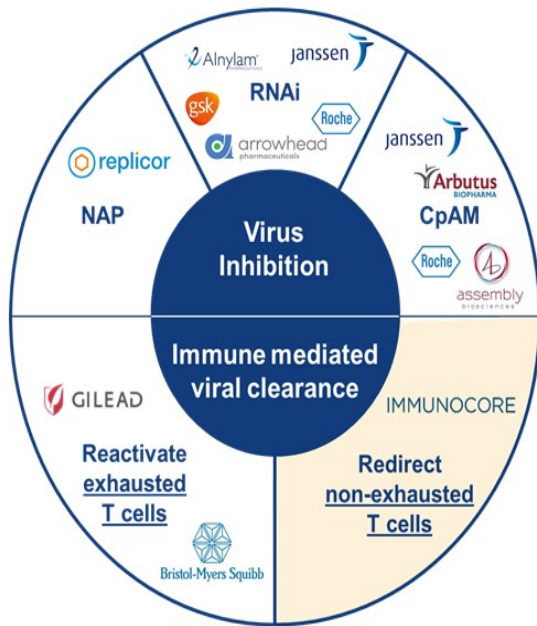 Alnylam®
PHARMACEUTICALS
janssen
RNAi
gsk
Roche
arrowhead
pharmaceuticals
replicor
NAP
janssen
Arbutus
BIOPHARMA
CpAM
Roche
assembly
biosciences
Virus
Inhibition
Immune mediated
viral clearance
GILEAD
Reactivate
exhausted
T cells
Bristol-Myers Squibb
IMMUNOCORE
Redirect
non-exhausted
T cells